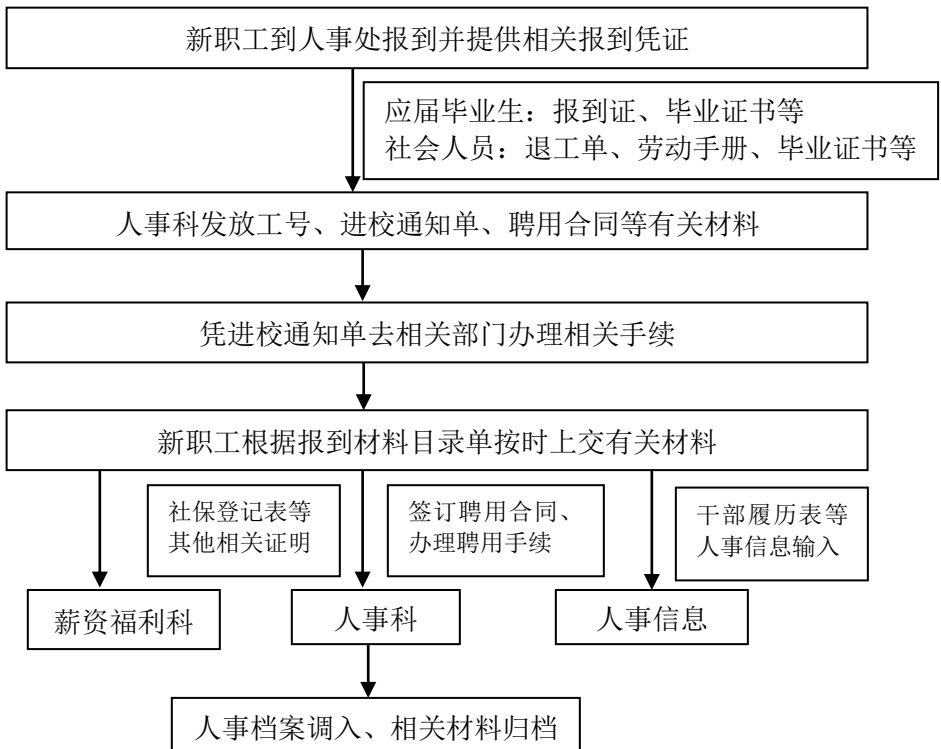 新职工到人事处报到并提供相关报到凭证
应届毕业生：报到证、毕业证书等
社会人员：退工单、劳动手册、毕业证书等
人事科发放工号、进校通知单、聘用合同等有关材料
凭进校通知单去相关部门办理相关手续
新职工根据报到材料目录单按时上交有关材料
社保登记表等
其他相关证明
签订聘用合同、
办理聘用手续
干部履历表等
人事信息输入
薪资福利科
人事科
人事信息
人事档案调入、相关材料归档